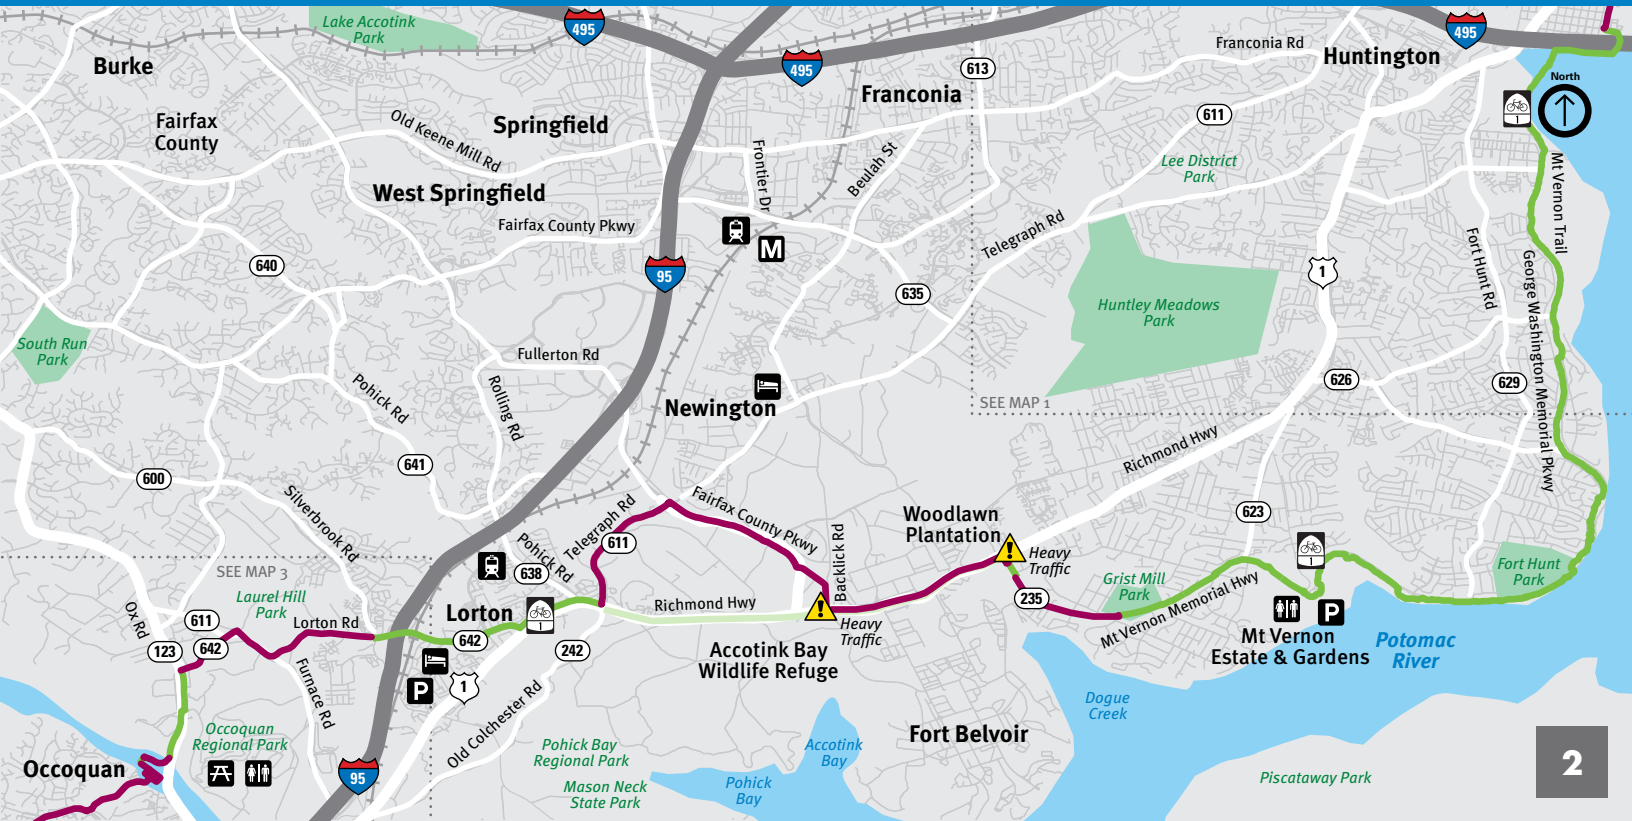 Lake Accotink
Park
495
495
495
Franconia Rd
Huntington
Burke
613
North
Franconia
Fairfax
County
Old Keene Mill Rd
Springfield
611
1
Frontier Dr
Beulah St
Lee District
Park
Mt Vernon Trail
West Springfield
Fairfax County Pkwy
Telegraph Rd
M
640
95
1
Fort Hunt Rd
George Washington Memorial Pkwy
635
Huntley Meadows
Park
South Run
Park
Fullerton Rd
Pohick Rd
Rolling Rd
626
629
Newington
SEE MAP 1
Richmond Hwy
641
600
Silverbrook Rd
Telegraph Rd
Fairfax County Pkwy
Backlick Rd
Woodlawn
Plantation
623
611
Heavy
Traffic
1
Pohick Rd
638
SEE MAP 3
Laurel Hill
Park
Grist Mill
Park
Fort Hunt
Park
235
Mt Vernon Memorial Hwy
Ox Rd
611
Lorton Rd
Lorton
1
Richmond Hwy
Heavy
Traffic
P
642
123
642
242
Mt Vernon
Estate & Gardens
Potomac
River
Accotink Bay
Wildlife Refuge
Furnace Rd
P
1
Old Colchester Rd
Dogue
Creek
Occoquan
Regional Park
Fort Belvoir
Pohick Bay
Regional Park
Accotink
Bay
Occoquan
95
Mason Neck
State Park
Pohick
Bay
Piscataway Park
2